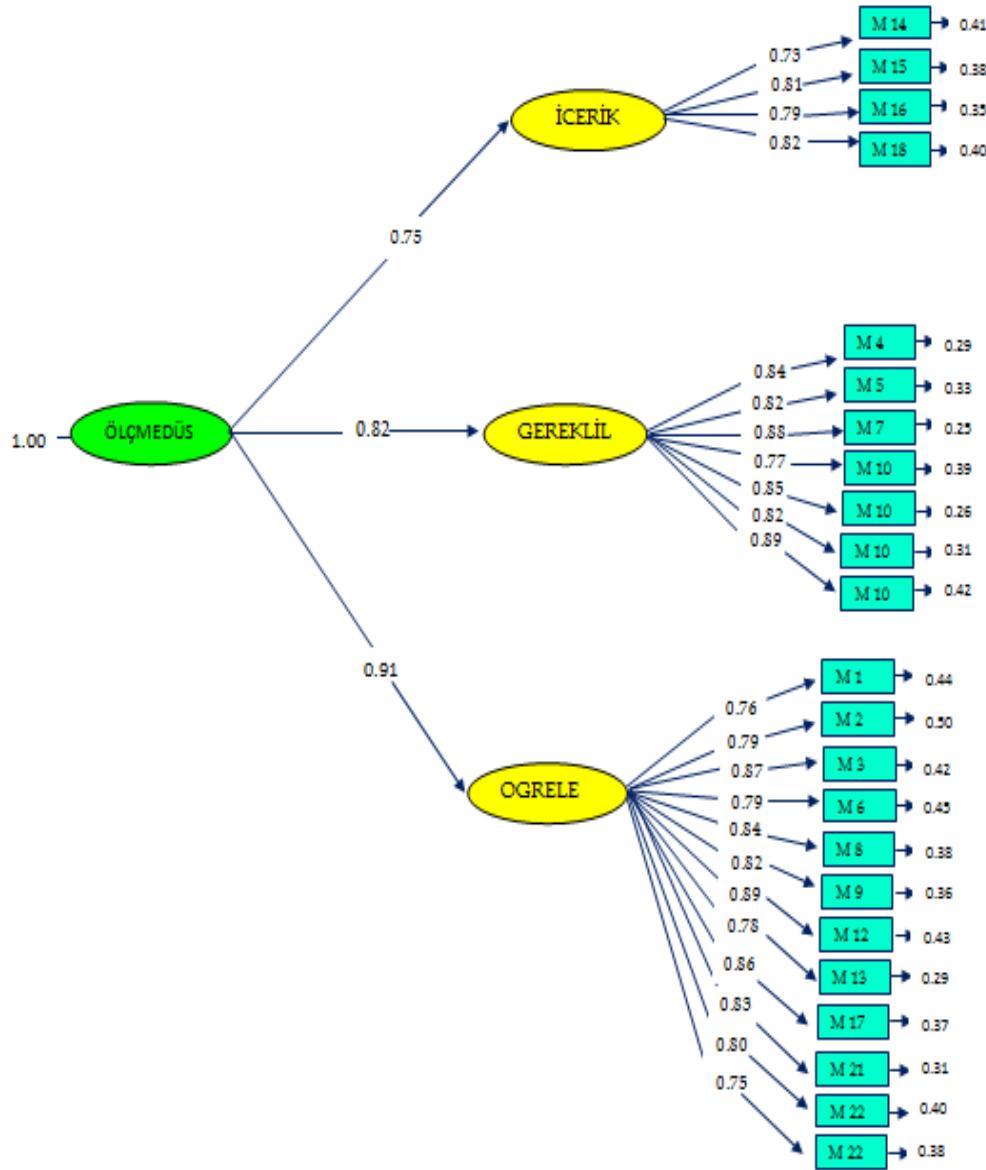 M 14 0.41
0.73
M 15 0.38
0.81
İCERİK
M 16 0.35
0.79
M 18 0.40
0.82
0.75
M 4 0.29
0.84
M 5 0.33
0.82
M 7 0.25
0.88
1.00 ÖLÇMEDÜS 0.82 GEREKLİL
M 10 0.39
0.77
M 10 0.26
0.85
M 10 0.31
0.82
M 10 0.42
0.89
0.91
M 1 0.44
0.76
M 2 0.50
0.79
M 3 0.42
0.87
OGRELE
M 6 0.45
0.79
M 8 0.38
0.84
M 9 0.36
0.82
M 12 0.43
0.89
M 13 0.29
0.78
M 17 0.37
0.86
M 21 0.31
0.83
M 22 0.40
0.80
M 22 0.38
0.75